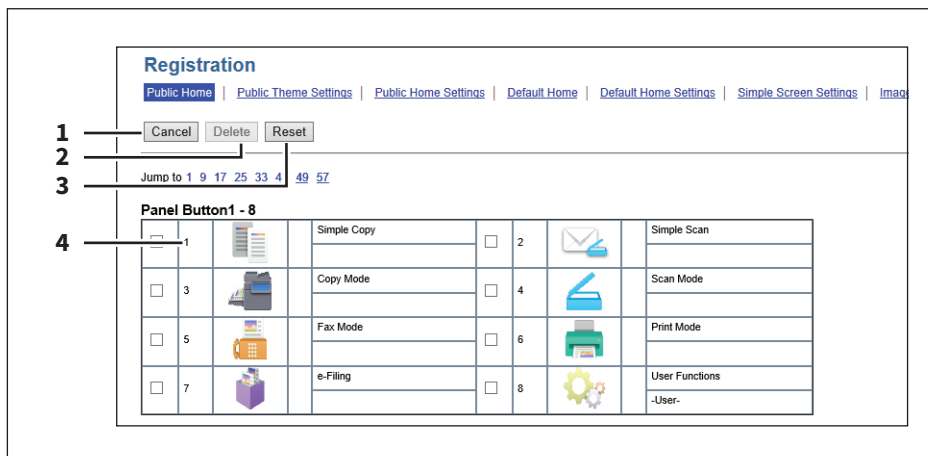 Registration
Public Home | Public Theme Settings | Public Home Settings | Default Home | Default Home Settings | Simple Screen Settings |
1 Cancel Delete Reset
2
3 Jump to 1 9 17 25 33 4 49 57
Panel Button1 - 8
4 1 Simple Copy 2 Simple Scan
3 Copy Mode 4 Scan Mode
5 Fax Mode 6 Print Mode
7 e-Filing 8 User Functions
-User-